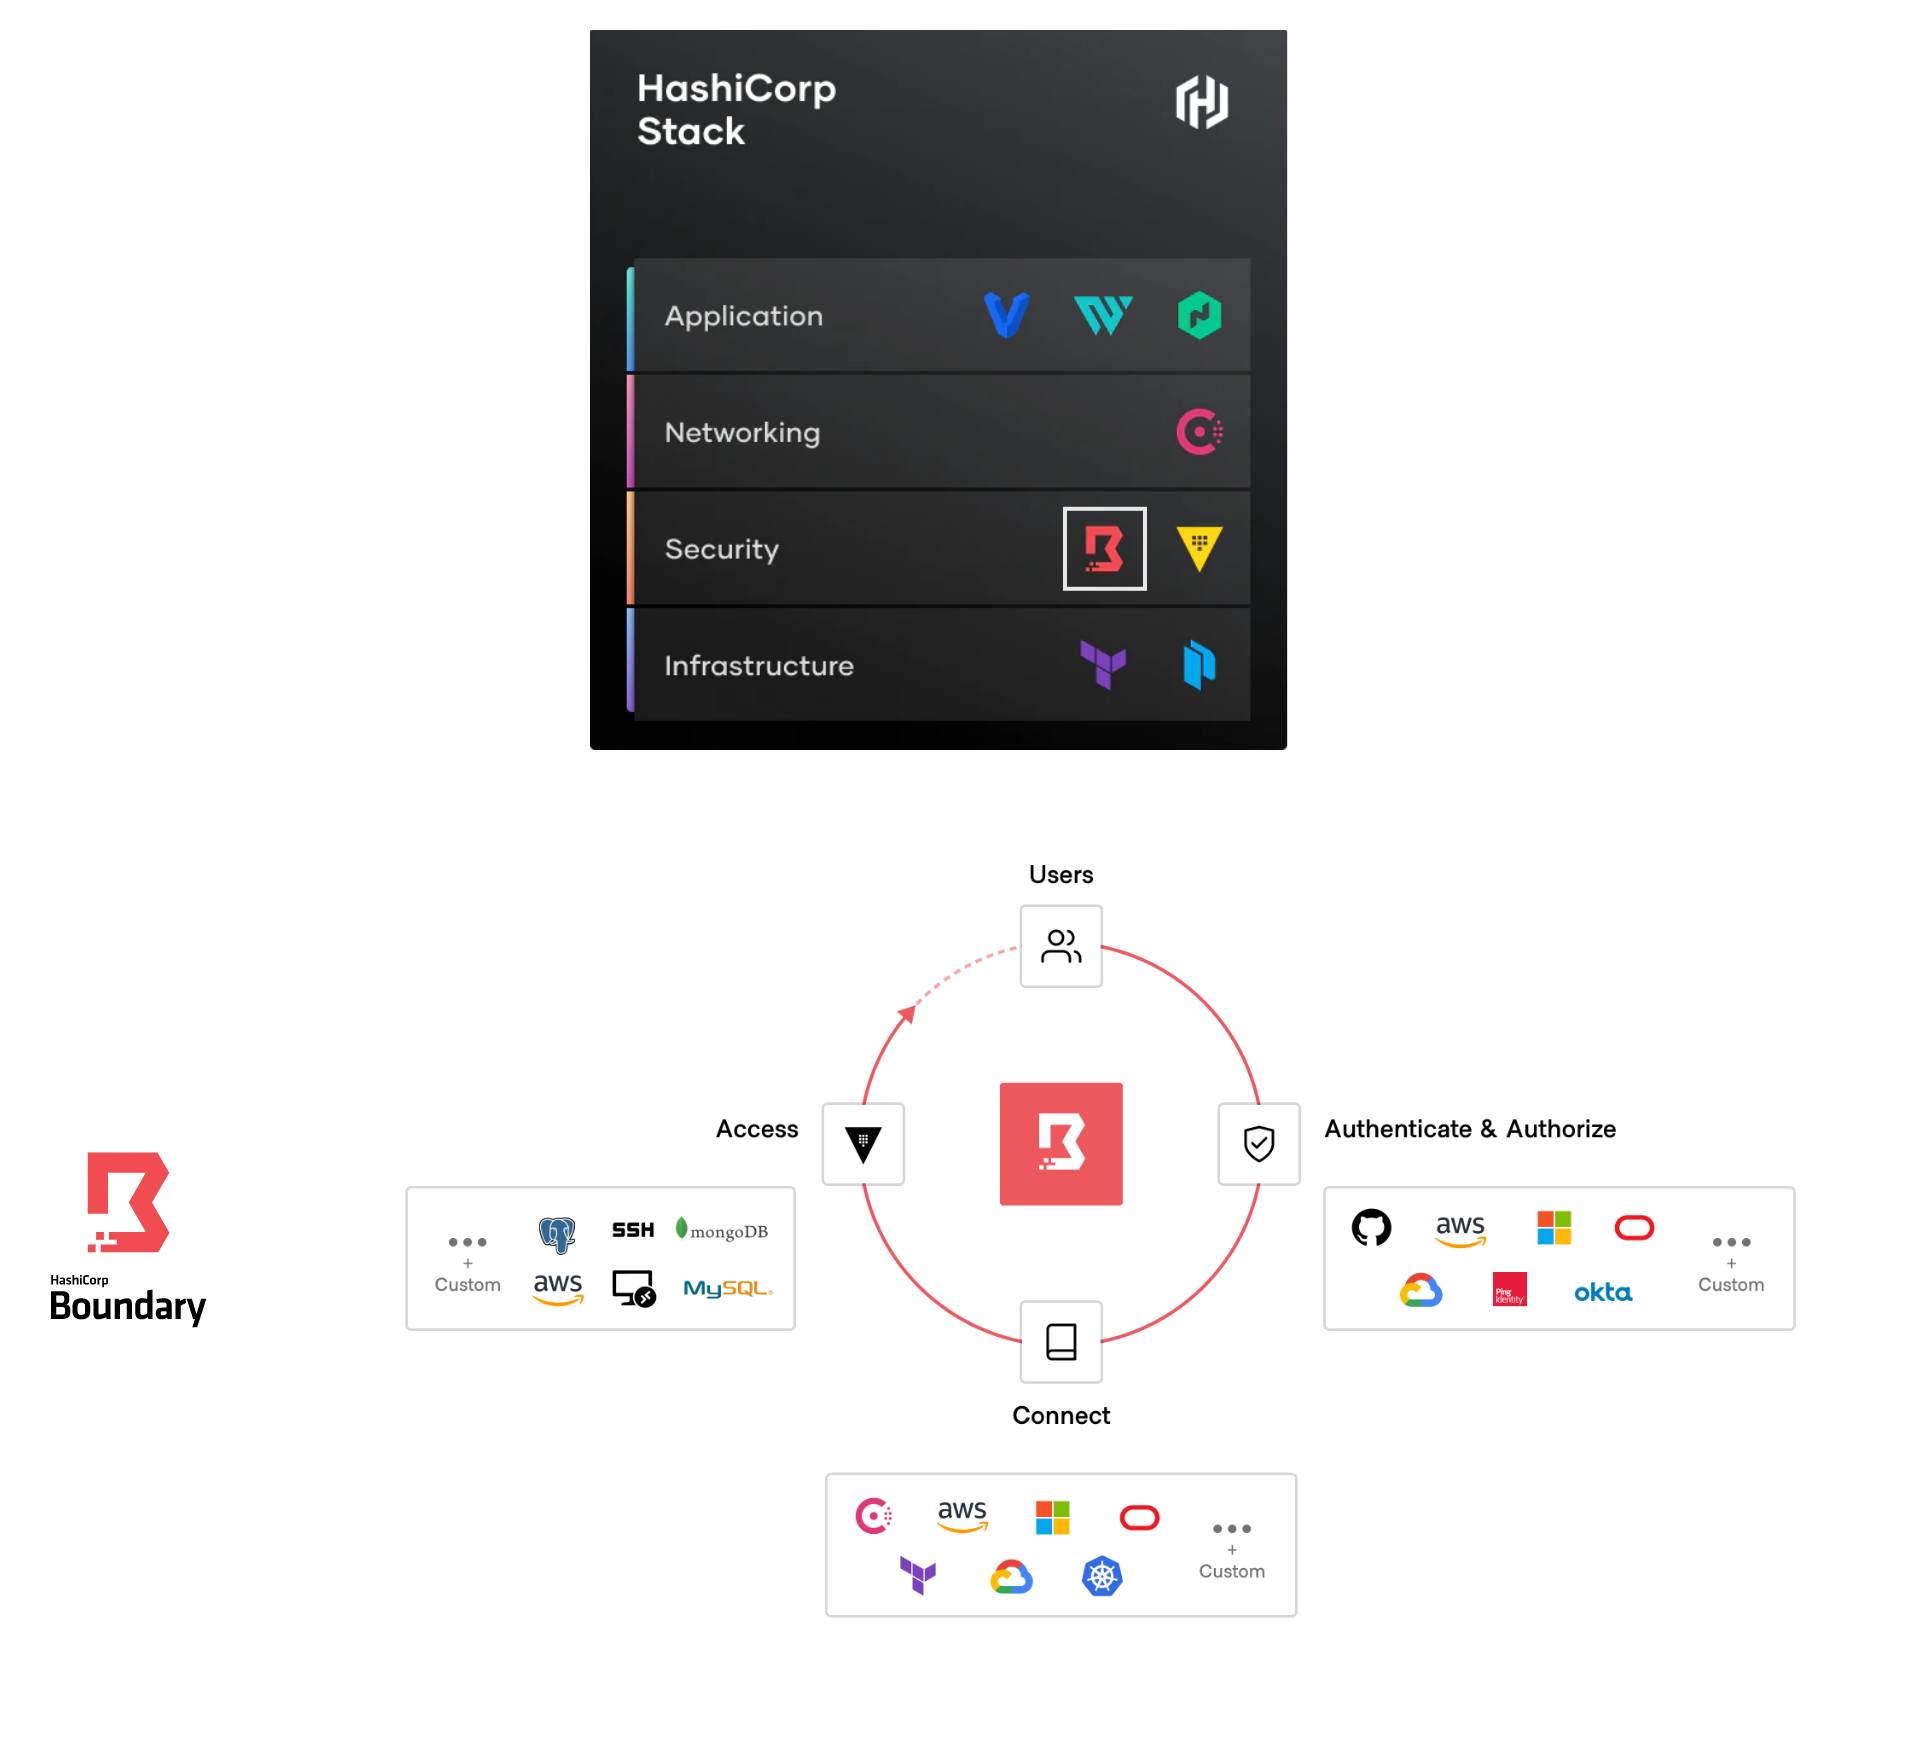 HashiCorp
Stack
Application
Networking
Security
Infrastructure
Users
Access
Authenticate & Authorize
HashiCorp
Boundary
SSH
mongoDB
aws
MySQL
+
Custom
aws
Ping
Identity
okta
+
Custom
Connect
aws
+
Custom